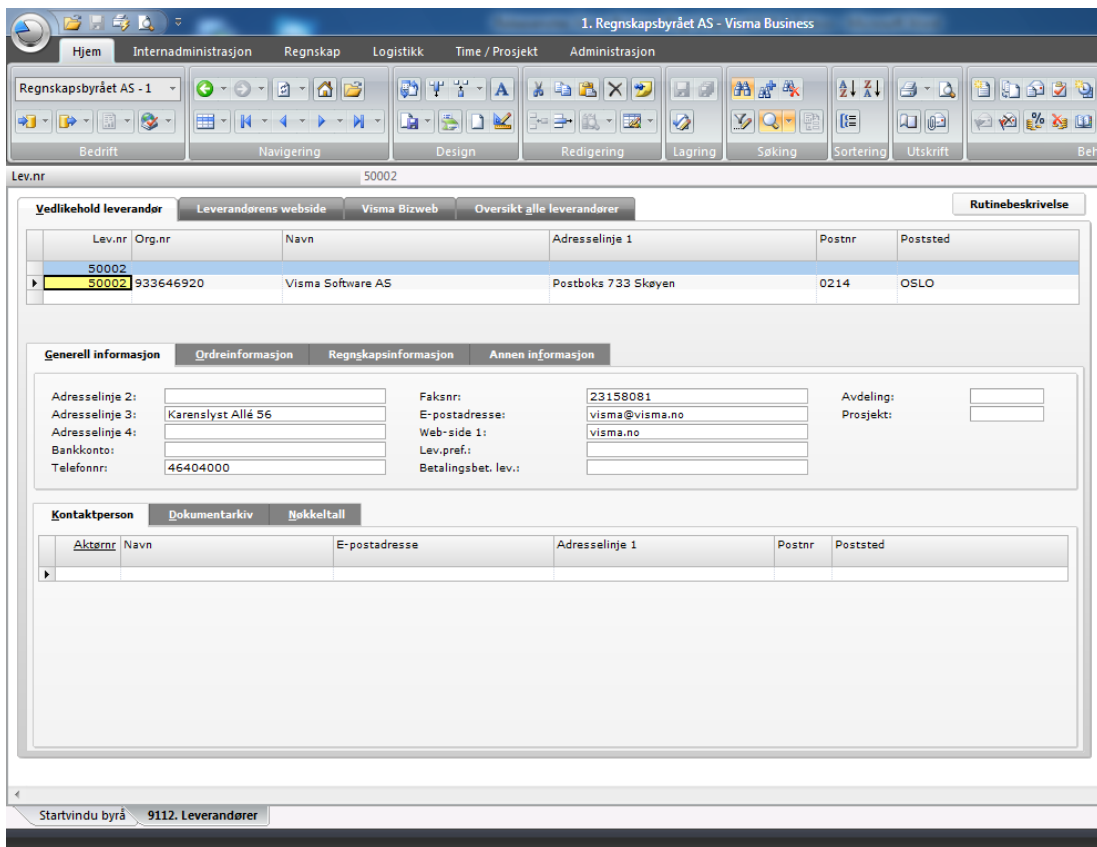 1. Regnskapsbyrået AS - Visma Business
Hjem Internadministrasjon Regnskap Logistikk Time / Prosjekt Administrasjon
Regnskapsbyrået AS - 1
Bedrift Navigering Design Redigering Lagring Søking Sortering Utskrift Beh
Lev.nr 50002
Vedlikehold leverandør Leverandørens webside Visma Bizweb Oversikt alle leverandører Rutinebeskrivelse
Lev.nr Org.nr Navn Adresselinje 1 Postnr Poststed
50002
50002 933646920 Visma Software AS Postboks 733 Skøyen 0214 OSLO
Generell informasjon Ordreinformasjon Regnskapsinformasjon Annen informasjon
Adresselinje 2: Faksnr: 23158081 Avdeling:
Adresselinje 3: Karenslyst Allé 56 E-postadresse: visma@visma.no Prosjekt:
Adresselinje 4: Web-side 1: visma.no
Bankkonto: Lev.pref.:
Telefonnr: 46404000 Betalingsbet. lev.:
Kontaktperson Dokumentarkiv Nøkkeltall
Aktørnr Navn E-postadresse Adresselinje 1 Postnr Poststed
Startvindu byrå 9112. Leverandører